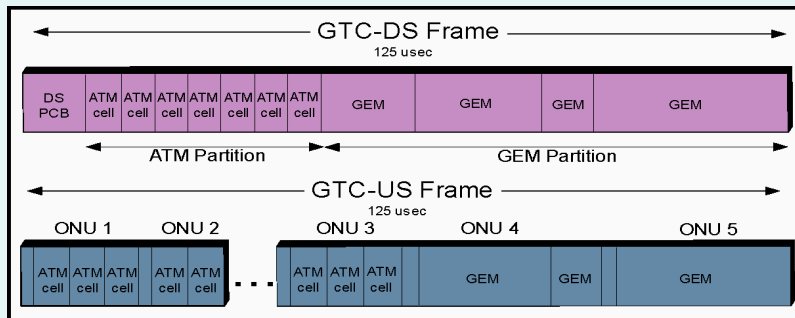 GTC-DS Frame
125 usec
DS PCB ATM cell ATM cell ATM cell ATM cell ATM cell ATM cell ATM cell GEM GEM GEM GEM
ATM Partition GEM Partition
GTC-US Frame
125 usec
ONU 1 ONU 2 ONU 3 ONU 4 ONU 5
ATM cell ATM cell ATM cell ATM cell ATM cell ATM cell ATM cell ATM cell GEM GEM GEM